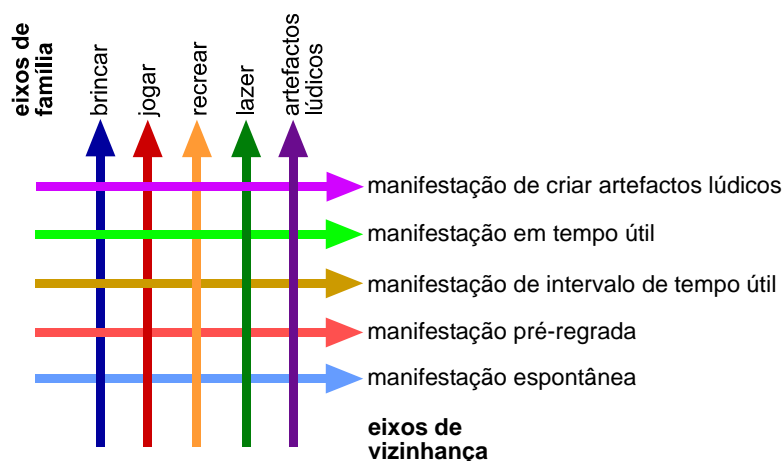 eixos de
família
brincar
jogar
recrear
lazer
artefactos
lúdicos
manifestação de criar artefactos lúdicos
manifestação em tempo útil
manifestação de intervalo de tempo útil
manifestação pré-regrada
manifestação espontânea
eixos de
vizinhança